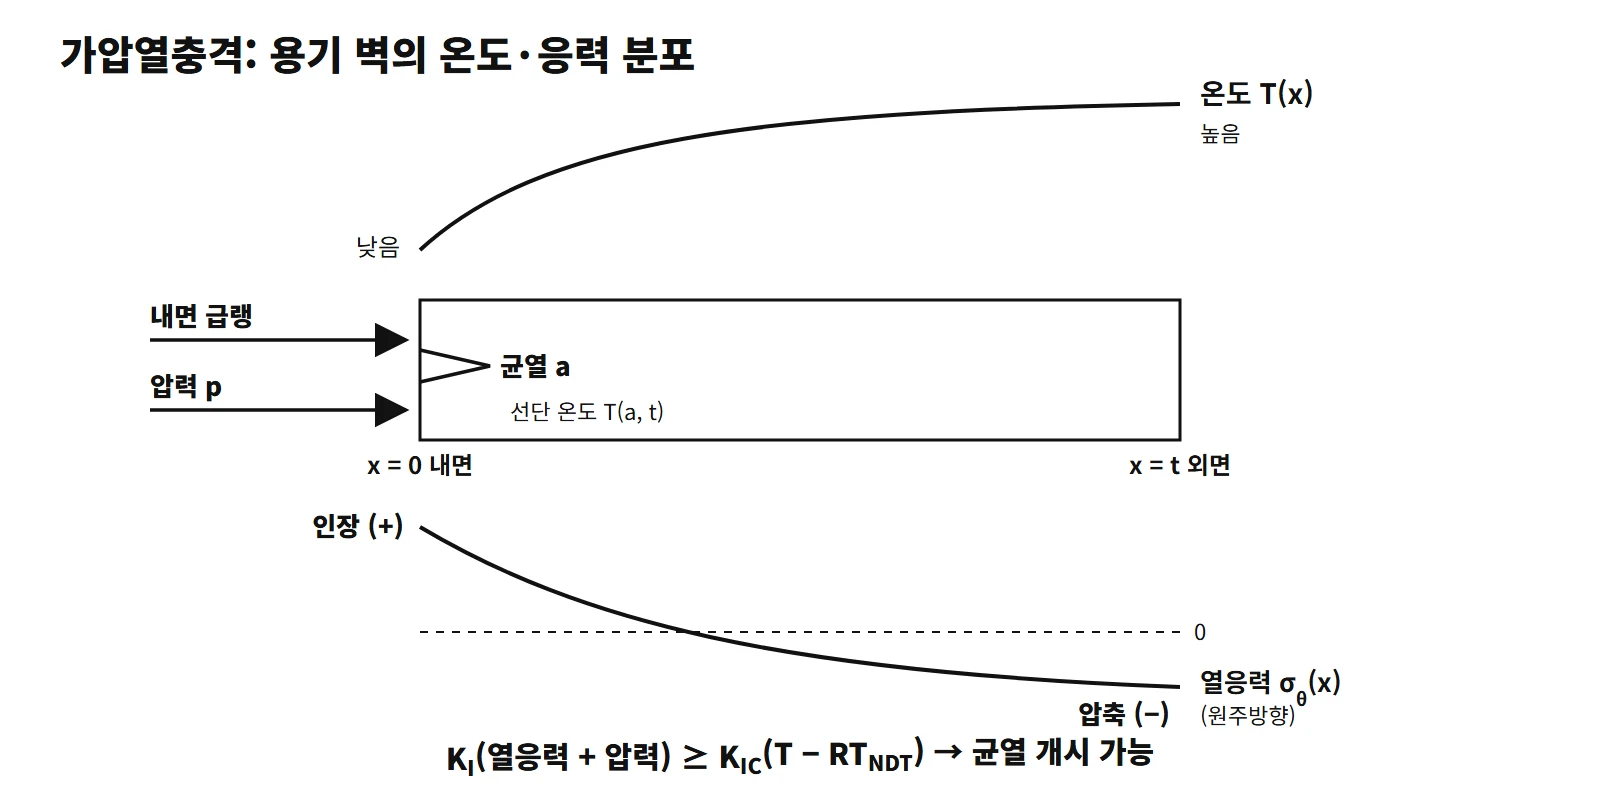 가압열충격: 용기 벽의 온도·응력 분포
온도 T(x)
높음
낮음
내면 급랭
압력 p
균열 a
선단 온도 T(a, t)
x = 0 내면
x = t 외면
인장 (+)
0
열응력 σθ(x)
(원주방향)
압축 (−)
KI(열응력 + 압력) ≥ KIC(T − RTNDT) → 균열 개시 가능